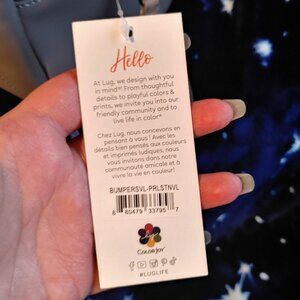 Hello
At Lug, we design with you
in mind®! From thoughtful
details to playful colors &
prints, we invite you into our
friendly community and to
live life in color®
Chez Lug, nous concevons en
pensant à vous ! Avec les
détails bien pensés aux couleurs
et imprimés ludiques, nous
vous invitons dans notre
communauté amicale et à
vivre la vie en couleur!
BUMPERSVL-PRLSTNVL
8 80479 33795 7
COLORJOY
#LUGLIFE